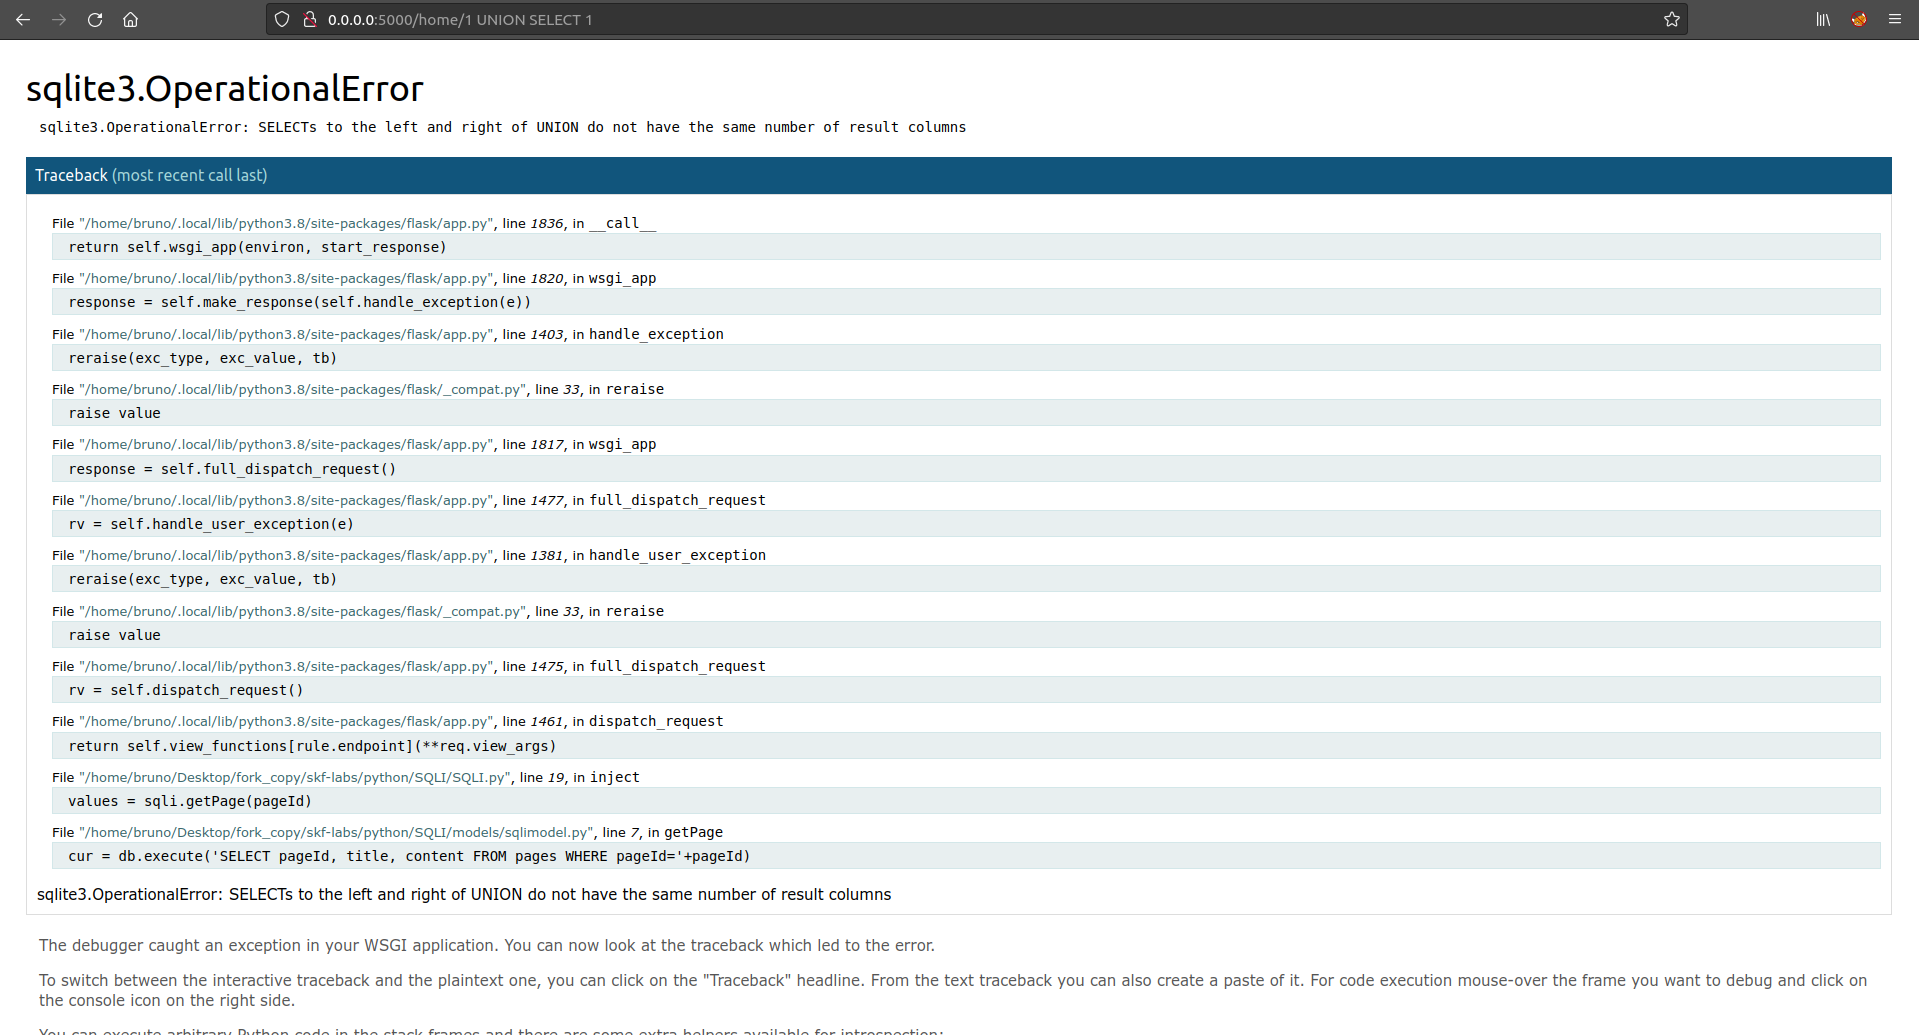 0.0.0.0:5000/home/1 UNION SELECT 1
sqlite3.OperationalError
sqlite3.OperationalError: SELECTs to the left and right of UNION do not have the same number of result columns
Traceback (most recent call last)
File "/home/bruno/.local/lib/python3.8/site-packages/flask/app.py", line 1836, in __call__
return self.wsgi_app(environ, start_response)
File "/home/bruno/.local/lib/python3.8/site-packages/flask/app.py", line 1820, in wsgi_app
response = self.make_response(self.handle_exception(e))
File "/home/bruno/.local/lib/python3.8/site-packages/flask/app.py", line 1403, in handle_exception
reraise(exc_type, exc_value, tb)
File "/home/bruno/.local/lib/python3.8/site-packages/flask/_compat.py", line 33, in reraise
raise value
File "/home/bruno/.local/lib/python3.8/site-packages/flask/app.py", line 1817, in wsgi_app
response = self.full_dispatch_request()
File "/home/bruno/.local/lib/python3.8/site-packages/flask/app.py", line 1477, in full_dispatch_request
rv = self.handle_user_exception(e)
File "/home/bruno/.local/lib/python3.8/site-packages/flask/app.py", line 1381, in handle_user_exception
reraise(exc_type, exc_value, tb)
File "/home/bruno/.local/lib/python3.8/site-packages/flask/_compat.py", line 33, in reraise
raise value
File "/home/bruno/.local/lib/python3.8/site-packages/flask/app.py", line 1475, in full_dispatch_request
rv = self.dispatch_request()
File "/home/bruno/.local/lib/python3.8/site-packages/flask/app.py", line 1461, in dispatch_request
return self.view_functions[rule.endpoint](**req.view_args)
File "/home/bruno/Desktop/fork_copy/skf-labs/python/SQLI/SQLI.py", line 19, in inject
values = sqli.getPage(pageId)
File "/home/bruno/Desktop/fork_copy/skf-labs/python/SQLI/models/sqlimodel.py", line 7, in getPage
cur = db.execute('SELECT pageId, title, content FROM pages WHERE pageId='+pageId)
sqlite3.OperationalError: SELECTs to the left and right of UNION do not have the same number of result columns
The debugger caught an exception in your WSGI application. You can now look at the traceback which led to the error.
To switch between the interactive traceback and the plaintext one, you can click on the "Traceback" headline. From the text traceback you can also create a paste of it. For code execution mouse-over the frame you want to debug and click on
the console icon on the right side.
You can execute arbitrary Python code in the stack frames and there are some extra helpers available for introspection: